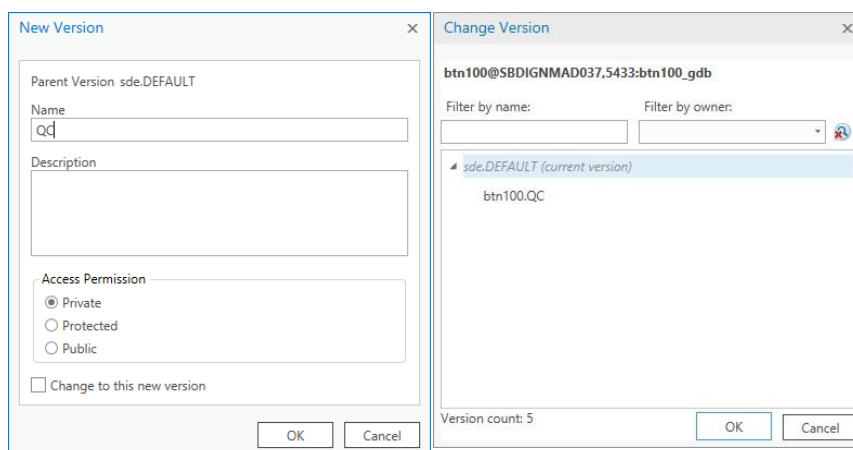 New Version
Parent Version sde.DEFAULT
Name
QC
Description
Access Permission
Private
Protected
Public
Change to this new version
OK Cancel
Change Version
btn100@SBDIGNMAD037,5433:btn100_gdb
Filter by name: Filter by owner:
sde.DEFAULT (current version)
btn100.QC
Version count: 5
OK Cancel